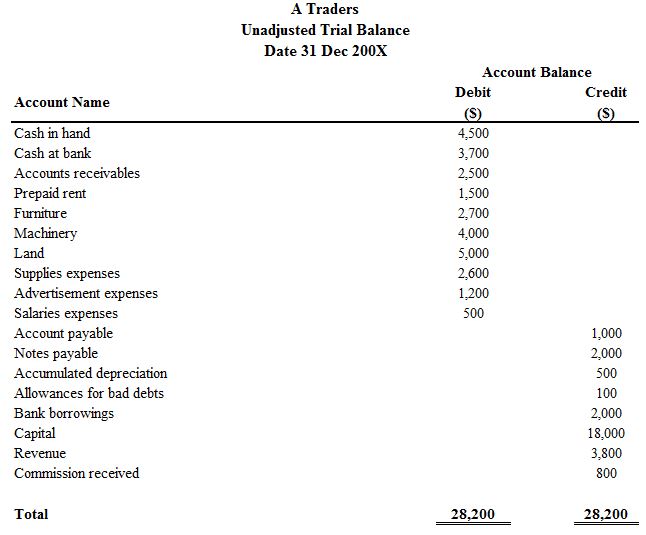 A Traders
Unadjusted Trial Balance
Date 31 Dec 200X
Account Balance
Account Name Debit Credit
($) ($)
Cash in hand 4,500
Cash at bank 3,700
Accounts receivables 2,500
Prepaid rent 1,500
Furniture 2,700
Machinery 4,000
Land 5,000
Supplies expenses 2,600
Advertisement expenses 1,200
Salaries expenses 500
Account payable 1,000
Notes payable 2,000
Accumulated depreciation 500
Allowances for bad debts 100
Bank borrowings 2,000
Capital 18,000
Revenue 3,800
Commission received 800
Total 28,200 28,200